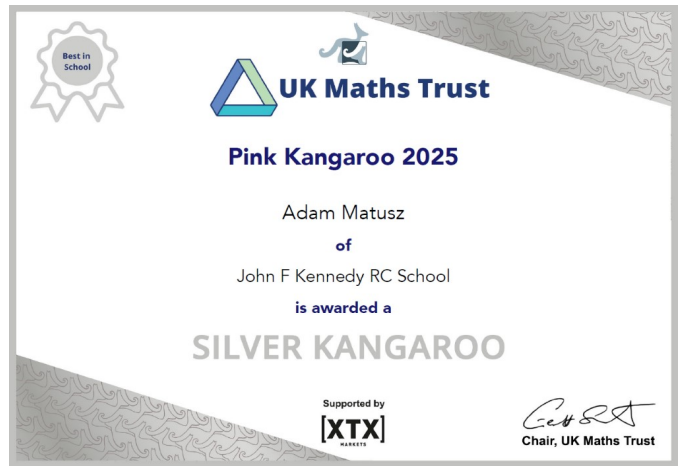 Best in
School
UK Maths Trust
Pink Kangaroo 2025
Adam Matusz
of
John F Kennedy RC School
is awarded a
SILVER KANGAROO
Supported by
[XTX]
MARKETS
Chair, UK Maths Trust